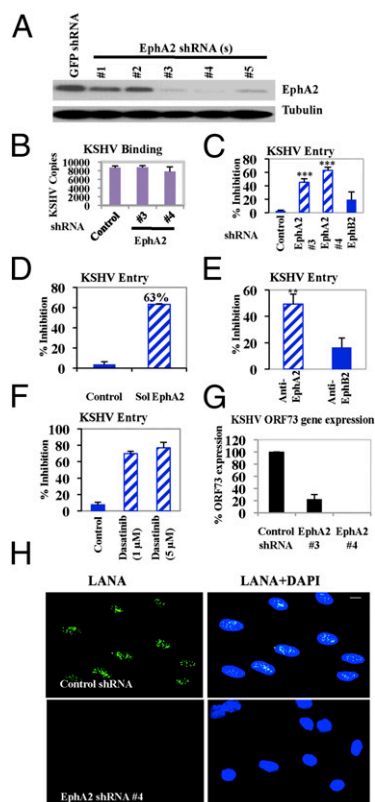 A
GFP shRNA
EphA2 shRNA (s)
#1
#2
#3
#4
#5
EphA2
Tubulin
B
KSHV Binding
KSHV Copies
10000
8000
6000
4000
2000
0
shRNA
Control
#3
#4
EphA2
C
KSHV Entry
% Inhibition
100
80
60
40
20
0
***
***
shRNA
Control
EphA2
#3
EphA2
#4
EphB2
D
KSHV Entry
% Inhibition
80
60
40
20
0
63%
Control
Sol EphA2
E
KSHV Entry
% Inhibition
60
40
20
0
**
Anti-
EphA2
Anti-
EphB2
F
KSHV Entry
% Inhibition
100
80
60
40
20
0
Control
Dasatinib
(1 µM)
Dasatinib
(5 µM)
G
KSHV ORF73 gene expression
% ORF73 expression
100
80
60
40
20
0
Control EphA2 EphA2
shRNA #3 #4
H
LANA
LANA+DAPI
Control shRNA
EphA2 shRNA #4